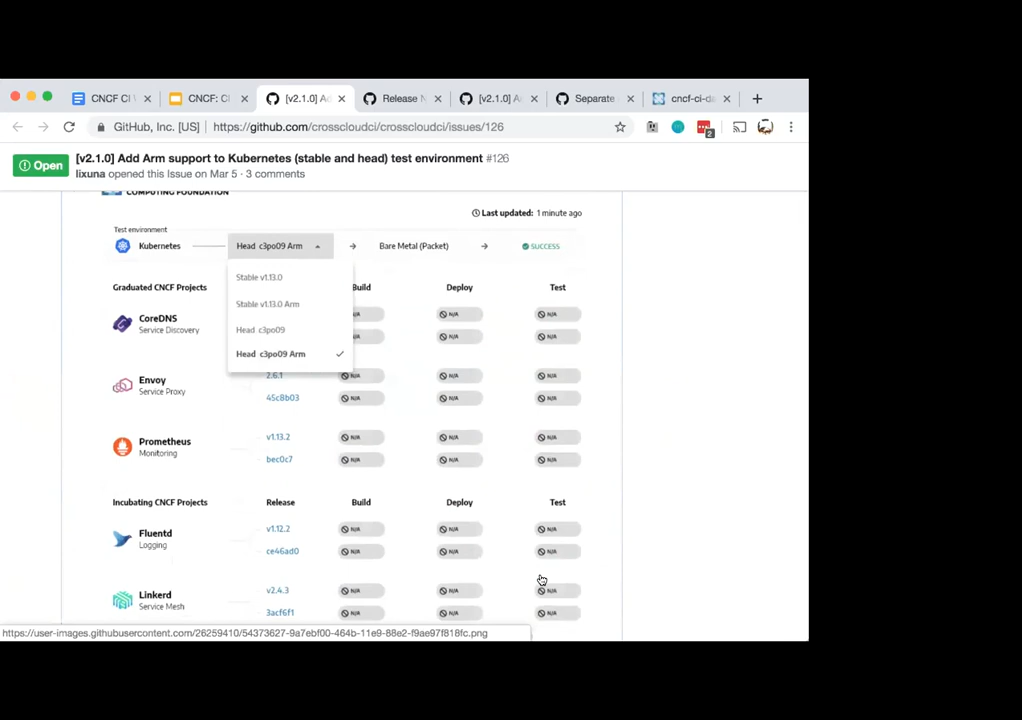 CNCF CI
CNCF: C
[v2.1.0] A
Release N
[v2.1.0] A
Separate
cncf-ci-da
GitHub, Inc. [US]
https://github.com/crosscloudci/crosscloudci/issues/126
2
Open
[v2.1.0] Add Arm support to Kubernetes (stable and head) test environment #126
lixuna opened this Issue on Mar 5 · 3 comments
COMPUTING FOUNDATION
Last updated: 1 minute ago
Test environment
Kubernetes
Head c3po09 Arm
Bare Metal (Packet)
SUCCESS
Stable v1.13.0
Stable v1.13.0 Arm
Head c3po09
Head c3po09 Arm
Graduated CNCF Projects
Build
Deploy
Test
CoreDNS
Service Discovery
N/A
N/A
N/A
N/A
N/A
N/A
Envoy
Service Proxy
2.6.1
N/A
N/A
N/A
45c8b03
N/A
N/A
N/A
Prometheus
Monitoring
v1.13.2
N/A
N/A
N/A
bec0c7
N/A
N/A
N/A
Incubating CNCF Projects
Release
Build
Deploy
Test
Fluentd
Logging
v1.12.2
N/A
N/A
N/A
ce46ad0
N/A
N/A
N/A
Linkerd
Service Mesh
v2.4.3
N/A
N/A
N/A
3acf6f1
N/A
N/A
N/A
https://user-images.githubusercontent.com/26259410/54373627-9a7ebf00-464b-11e9-88e2-f9ae97f818fc.png